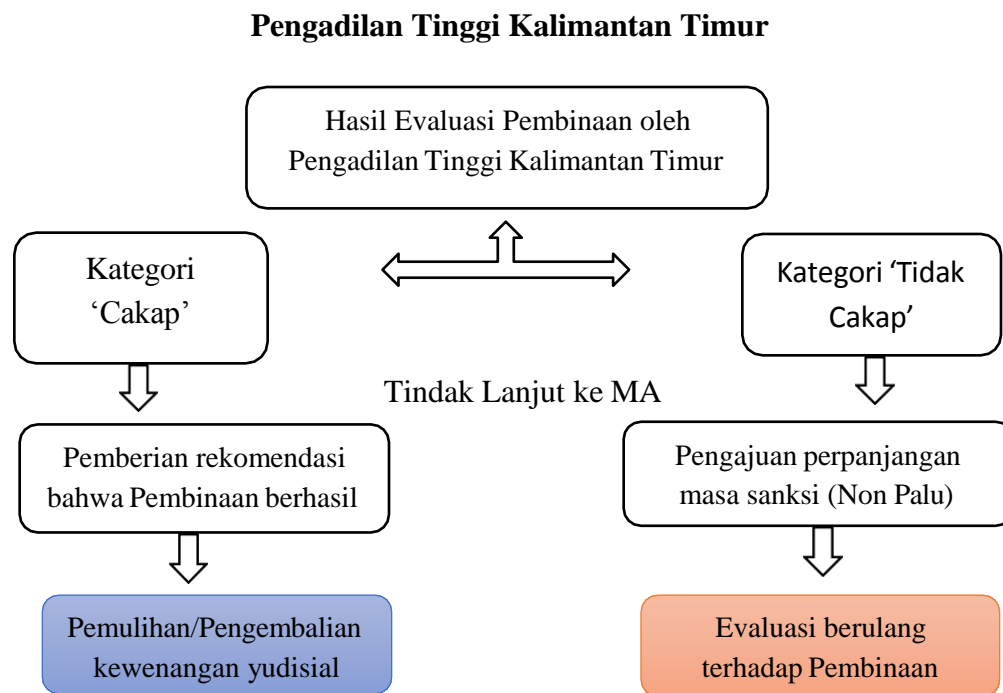 Pengadilan Tinggi Kalimantan Timur
Hasil Evaluasi Pembinaan oleh
Pengadilan Tinggi Kalimantan Timur
Kategori
‘Cakap’
Kategori ‘Tidak
Cakap’
Tindak Lanjut ke MA
Pemberian rekomendasi
bahwa Pembinaan berhasil
Pengajuan perpanjangan
masa sanksi (Non Palu)
Pemulihan/Pengembalian
kewenangan yudisial
Evaluasi berulang
terhadap Pembinaan